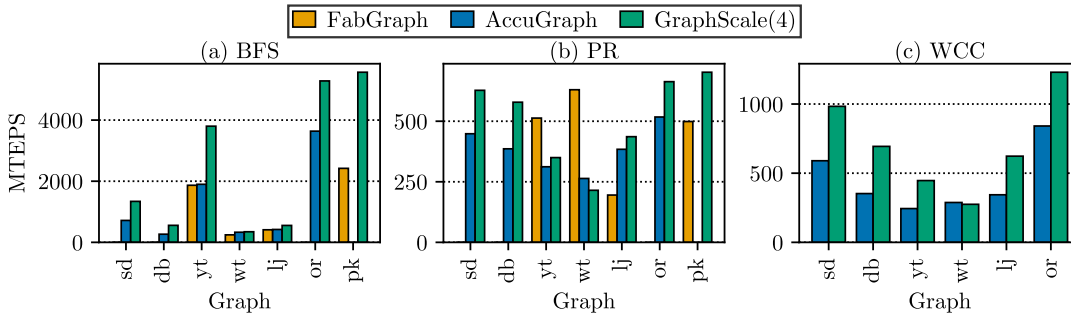 FabGraph AccuGraph GraphScale(4)
(a) BFS (b) PR (c) WCC
MTEPS
4000
2000
0
sd db yt wt lj or pk
Graph
500
250
0
sd db yt wt lj or pk
Graph
1000
500
0
sd db yt wt lj or
Graph